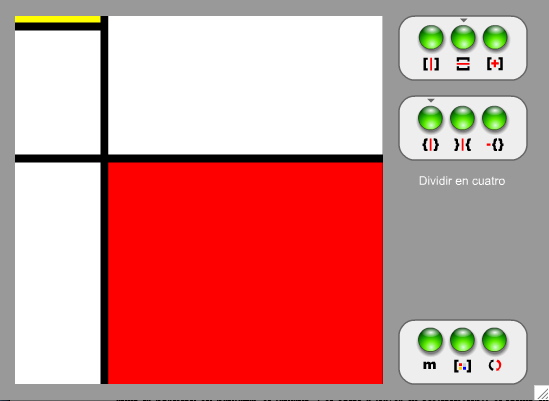 [|] [+]
{|} }|{ -{}
Dividir en cuatro
m